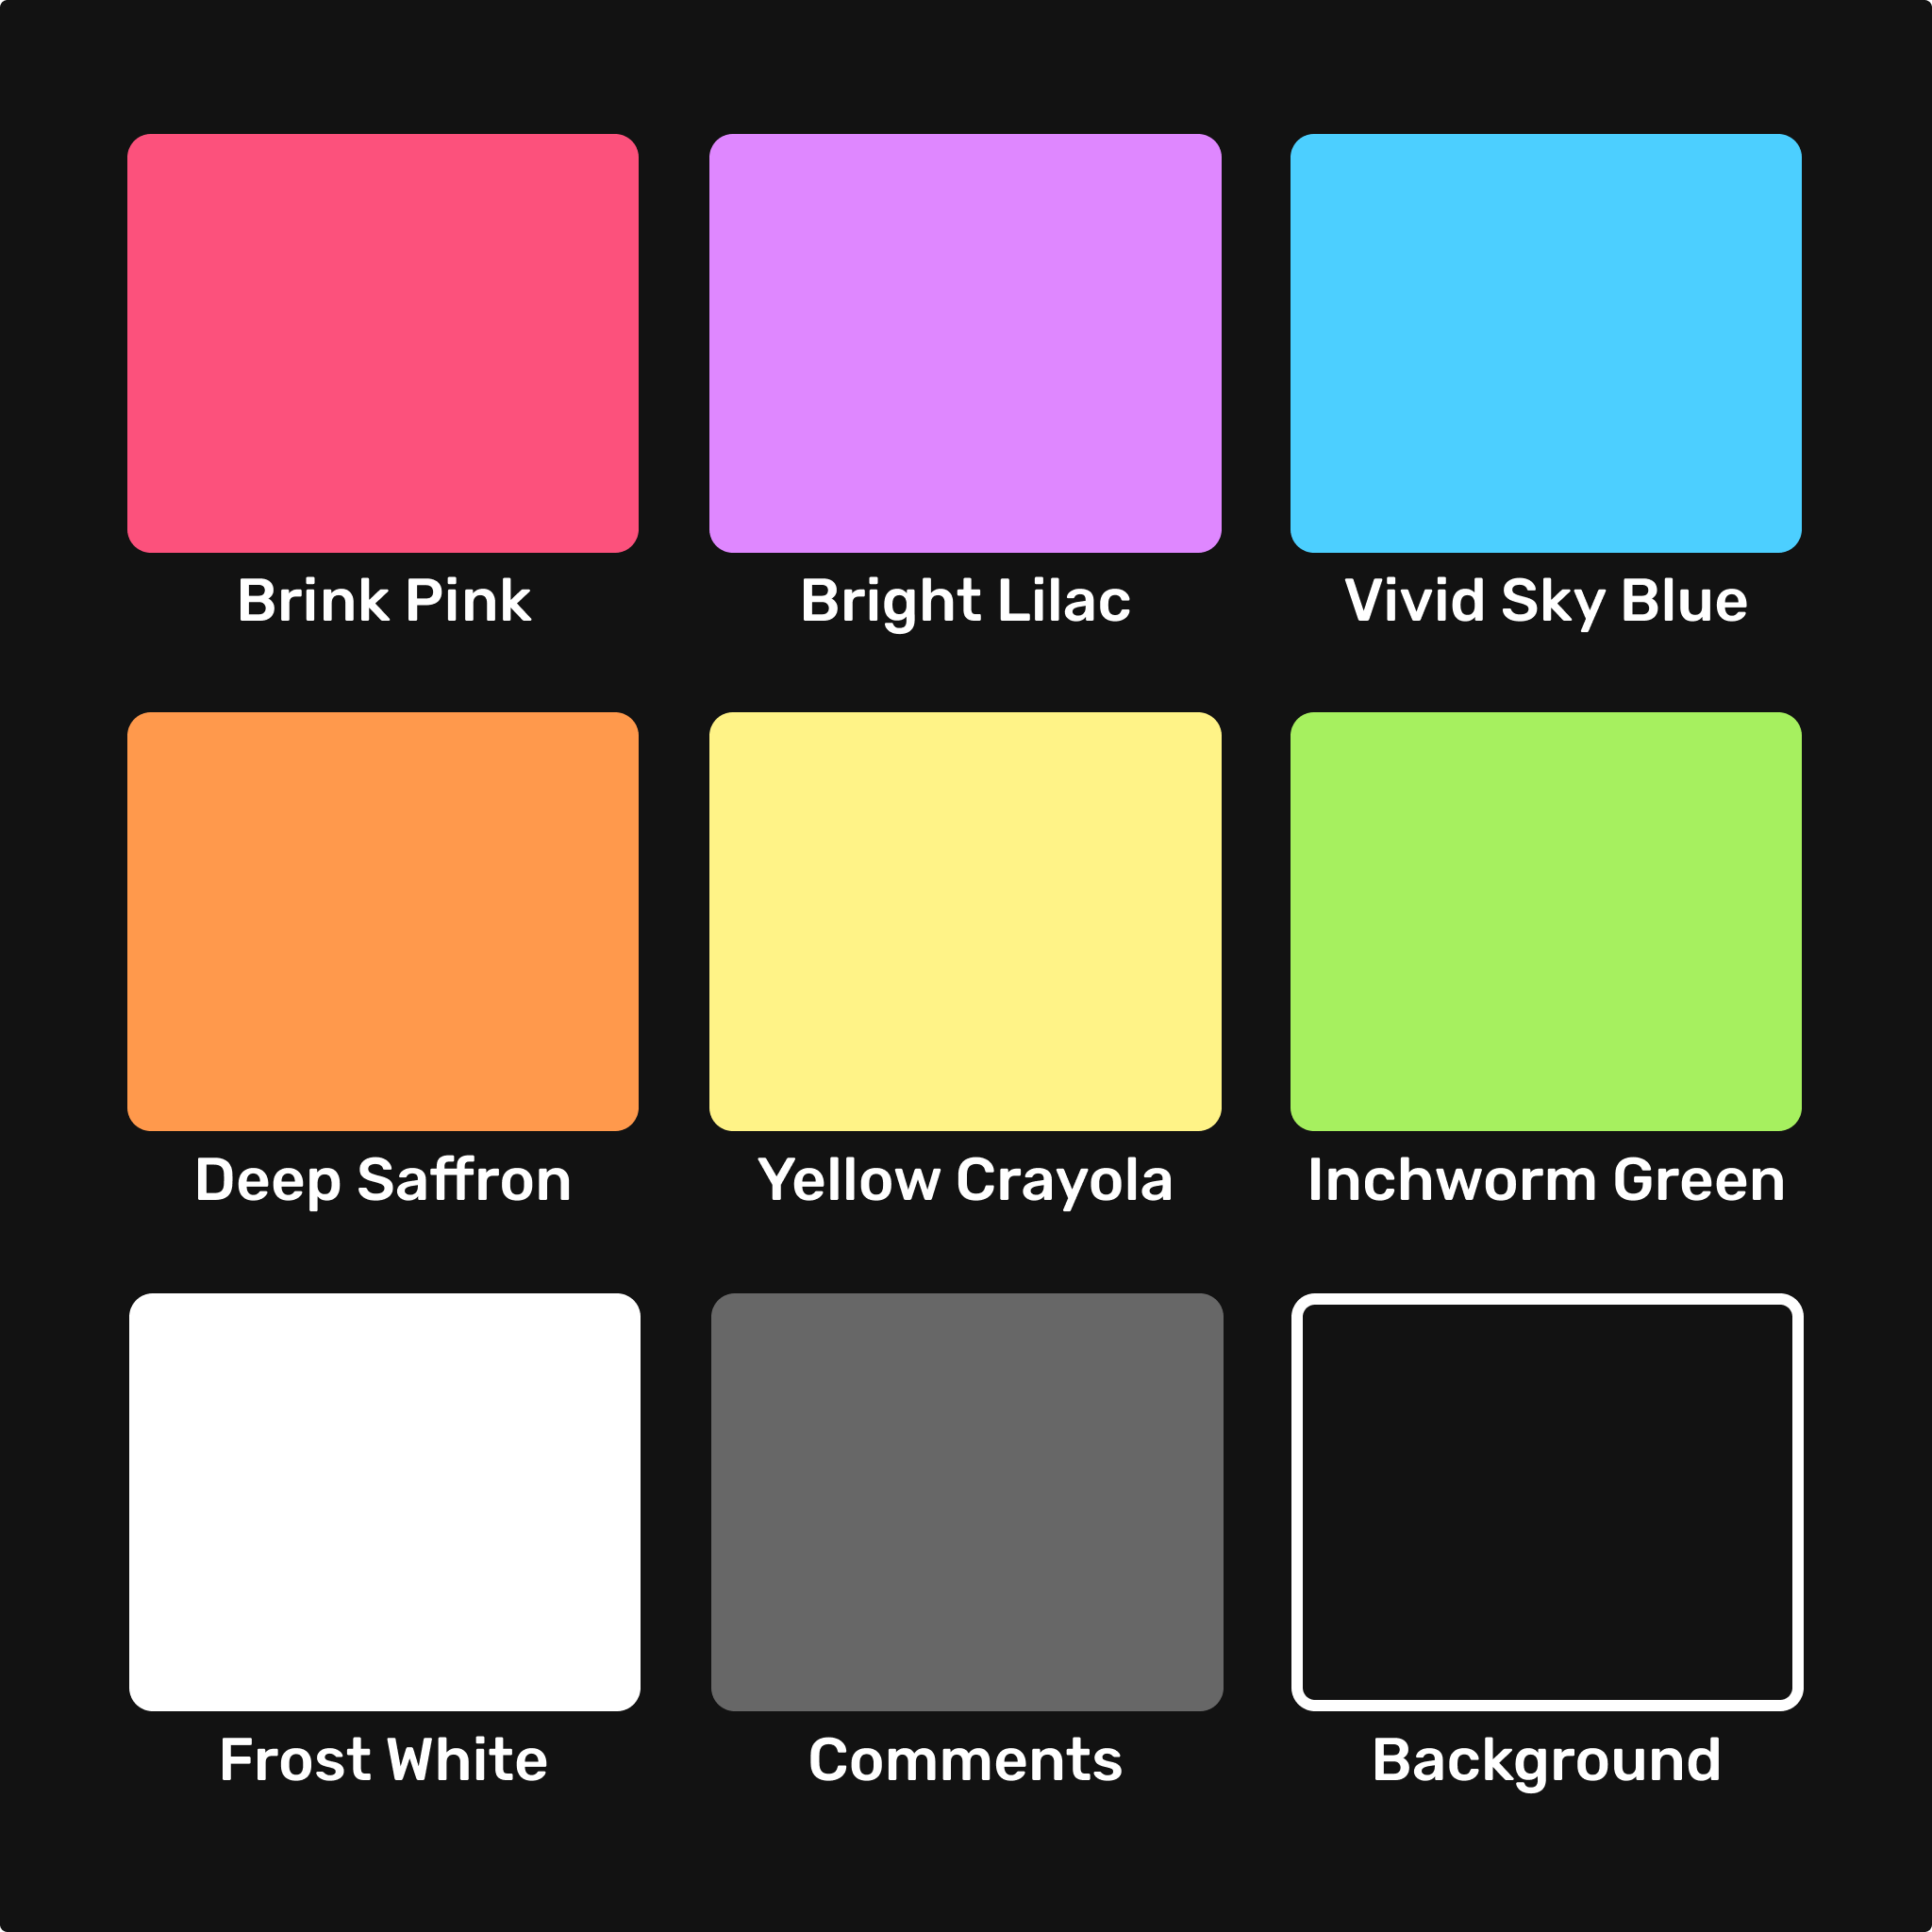 Brink Pink
Bright Lilac
Vivid Sky Blue
Deep Saffron
Yellow Crayola
Inchworm Green
Frost White
Comments
Background